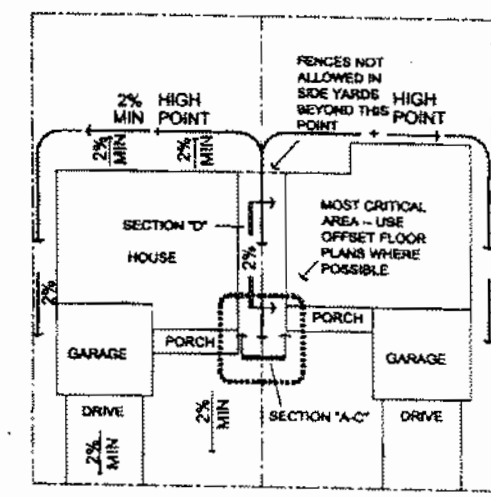 FENCES NOT
ALLOWED IN
SIDE YARDS
BEYOND THIS
POINT
2%
MIN
HIGH
POINT
HIGH
POINT
2%
MIN
2%
MIN
SECTION "D"
HOUSE
MOST CRITICAL
AREA -- USE
OFFSET FLOOR
PLANS WHERE
POSSIBLE
2%
2%
PORCH
PORCH
GARAGE
GARAGE
DRIVE
2%
MIN
SECTION "A-C"
DRIVE
2%
MIN